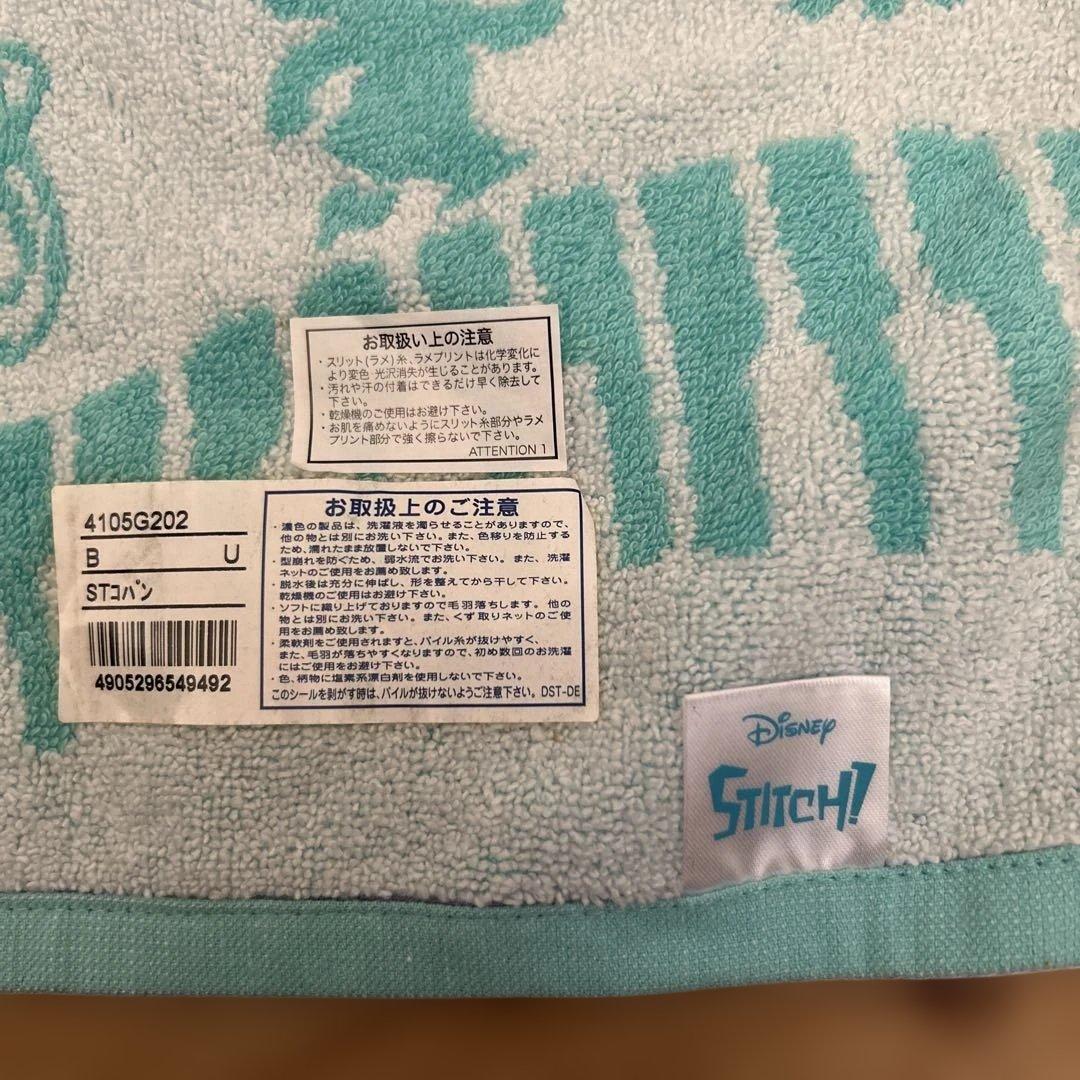 お取扱い上の注意
・スリット(ラメ)糸、ラメプリントは化学変化に
より変色 光沢消失が生じることがあります。
・汚れや汗の付着はできるだけ早く除去して
下さい。
・乾燥機のご使用はお避け下さい。
・お肌を痛めないようにスリット糸部分やラメ
プリント部分で強く擦らないで下さい。
ATTENTION 1
4105G202
B U
STコパン
4905296549492
お取扱上のご注意
・濃色の製品は、洗濯液を濁らせることがありますので、
他の物とは別にお洗い下さい。また、色移りを防止する
ため、濡れたまま放置しないで下さい。
・型崩れを防ぐため、弱水流でお洗い下さい。また、洗濯
ネットのご使用をお薦め致します。
・脱水後は充分に伸ばし、形を整えてから干して下さい。
乾燥機のご使用はお避け下さい。
・ソフトに織り上げておりますので毛羽落ちします。他の
物とは別にお洗い下さい。また、くず取りネットのご使
用をお薦め致します。
・柔軟剤をご使用されますと、パイル糸が抜けやすく、
また、毛羽が落ちやすくなりますので、初め数回のお洗濯
にはご使用をお避け下さい。
・色、柄物に塩素系漂白剤を使用しないで下さい。
このシールを剥がす時は、パイルが抜けないようご注意下さい。 DST-DE
Disney
STITCH!